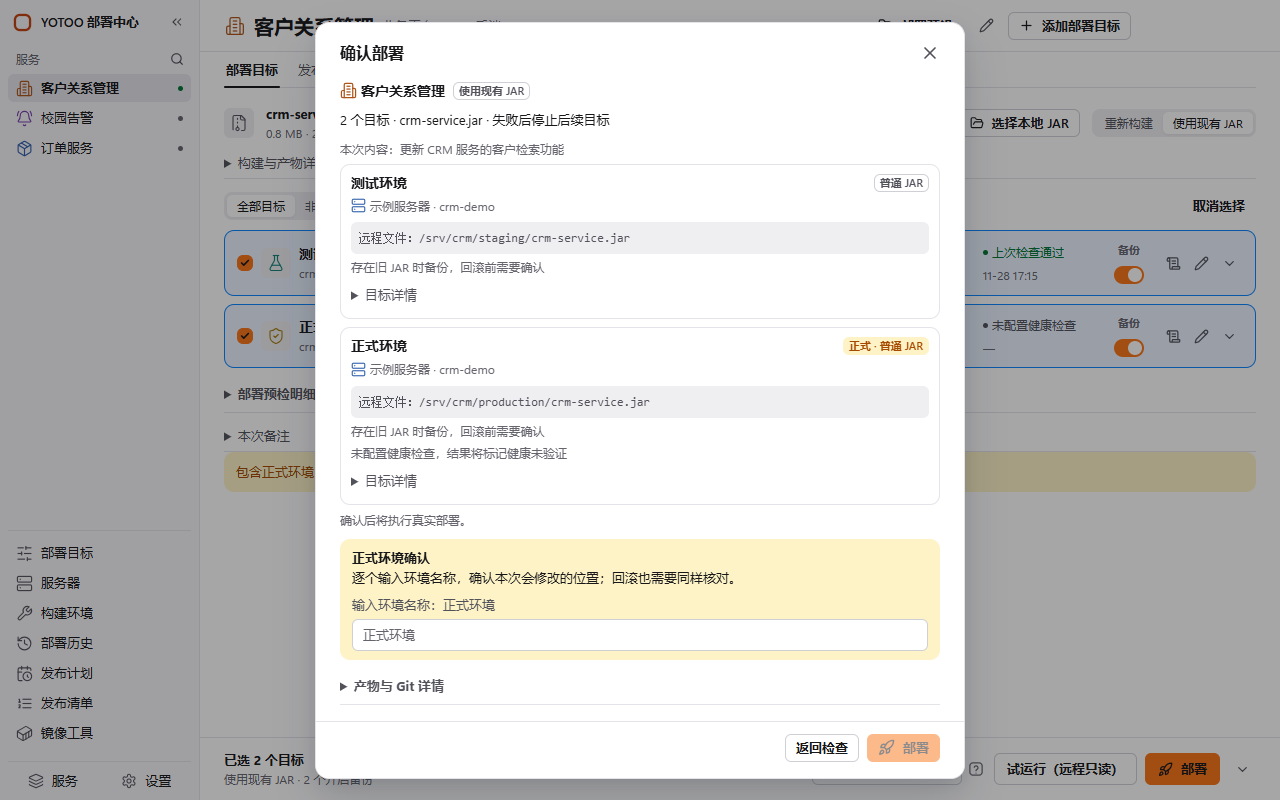 YOTOO 部署中心
服务
客户关系管理
校园告警
订单服务
部署目标
服务器
构建环境
部署历史
发布计划
发布清单
镜像工具
服务
设置
客户关系管理
添加部署目标
部署目标
crm-ser
0.8 MB · 2
选择本地 JAR
重新构建
使用现有 JAR
构建与产物详
全部目标
取消选择
测试
crm
上次检查通过
11-28 17:15
备份
正式
crm
未配置健康检查
—
备份
部署预检明细
本次备注
包含正式环境
已选 2 个目标
使用现有 JAR · 2 个开启备份
试运行（远程只读）
部署
确认部署
客户关系管理
使用现有 JAR
2 个目标 · crm-service.jar · 失败后停止后续目标
本次内容：更新 CRM 服务的客户检索功能
测试环境
普通 JAR
示例服务器 · crm-demo
远程文件：/srv/crm/staging/crm-service.jar
存在旧 JAR 时备份，回滚前需要确认
目标详情
正式环境
正式 · 普通 JAR
示例服务器 · crm-demo
远程文件：/srv/crm/production/crm-service.jar
存在旧 JAR 时备份，回滚前需要确认
未配置健康检查，结果将标记健康未验证
目标详情
确认后将执行真实部署。
正式环境确认
逐个输入环境名称，确认本次会修改的位置；回滚也需要同样核对。
输入环境名称：正式环境
正式环境
产物与 Git 详情
返回检查
部署